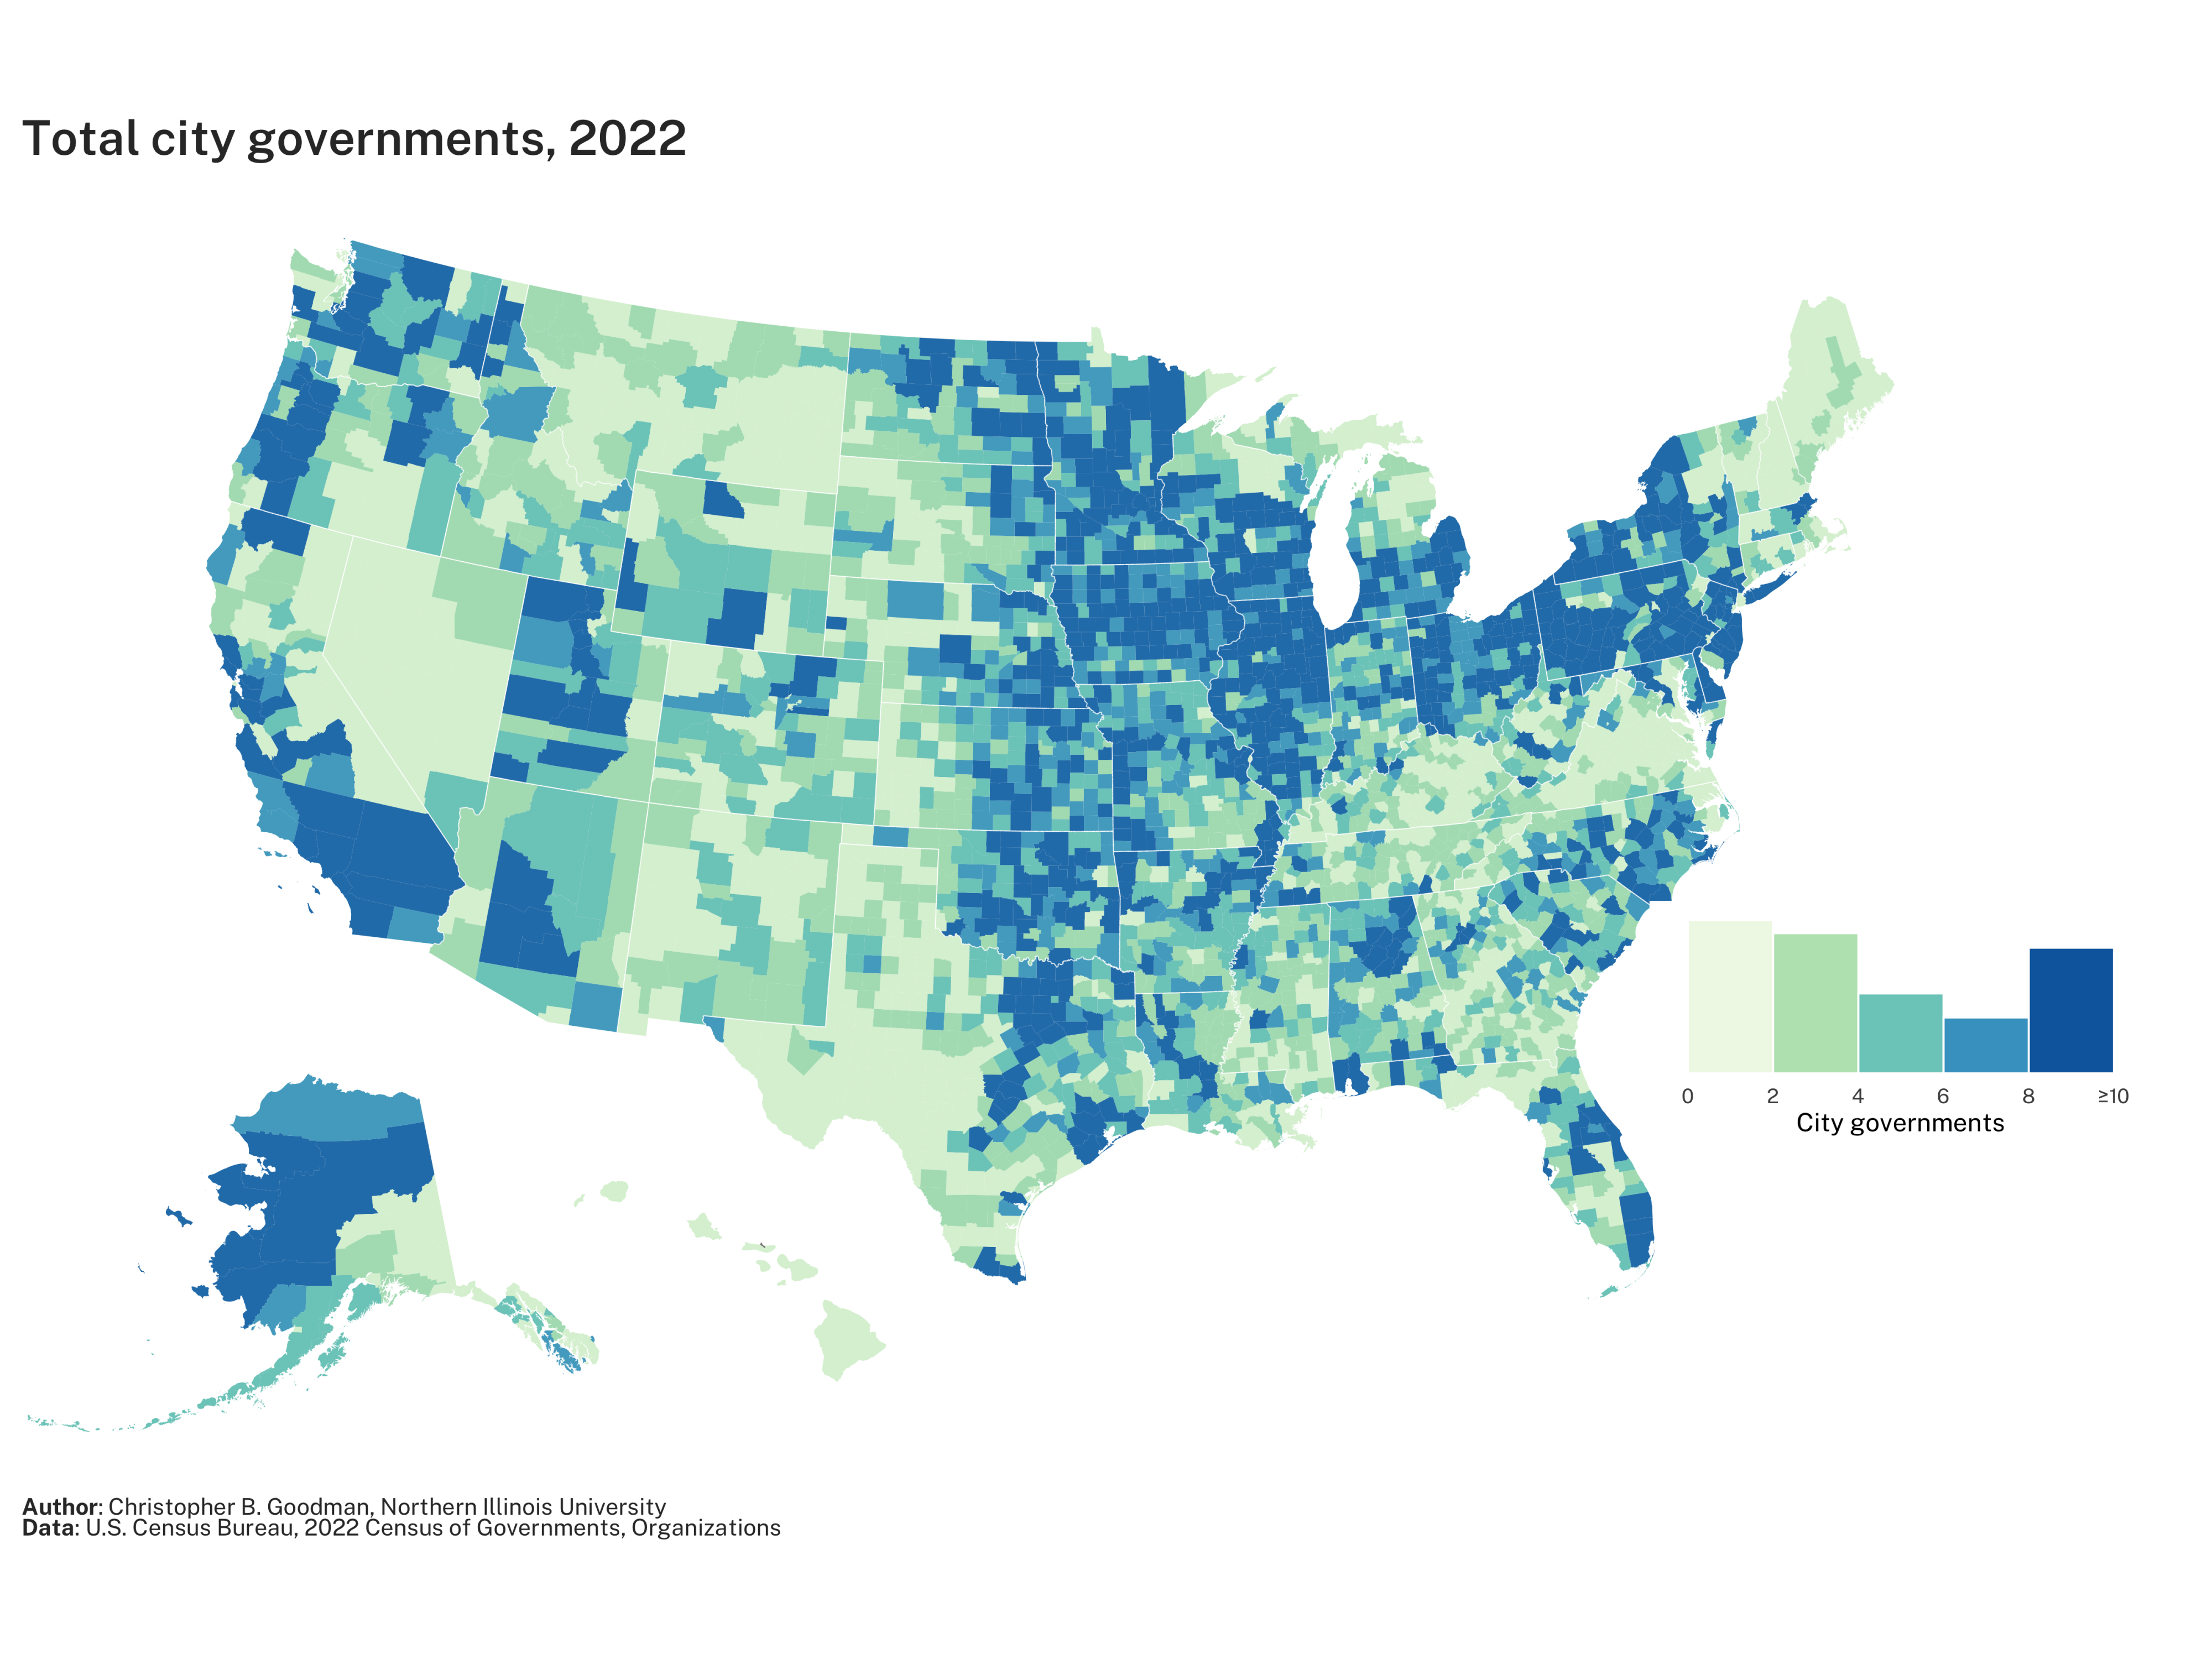 Total city governments, 2022
0 2 4 6 8 ≥10
City governments
Author: Christopher B. Goodman, Northern Illinois University
Data: U.S. Census Bureau, 2022 Census of Governments, Organizations